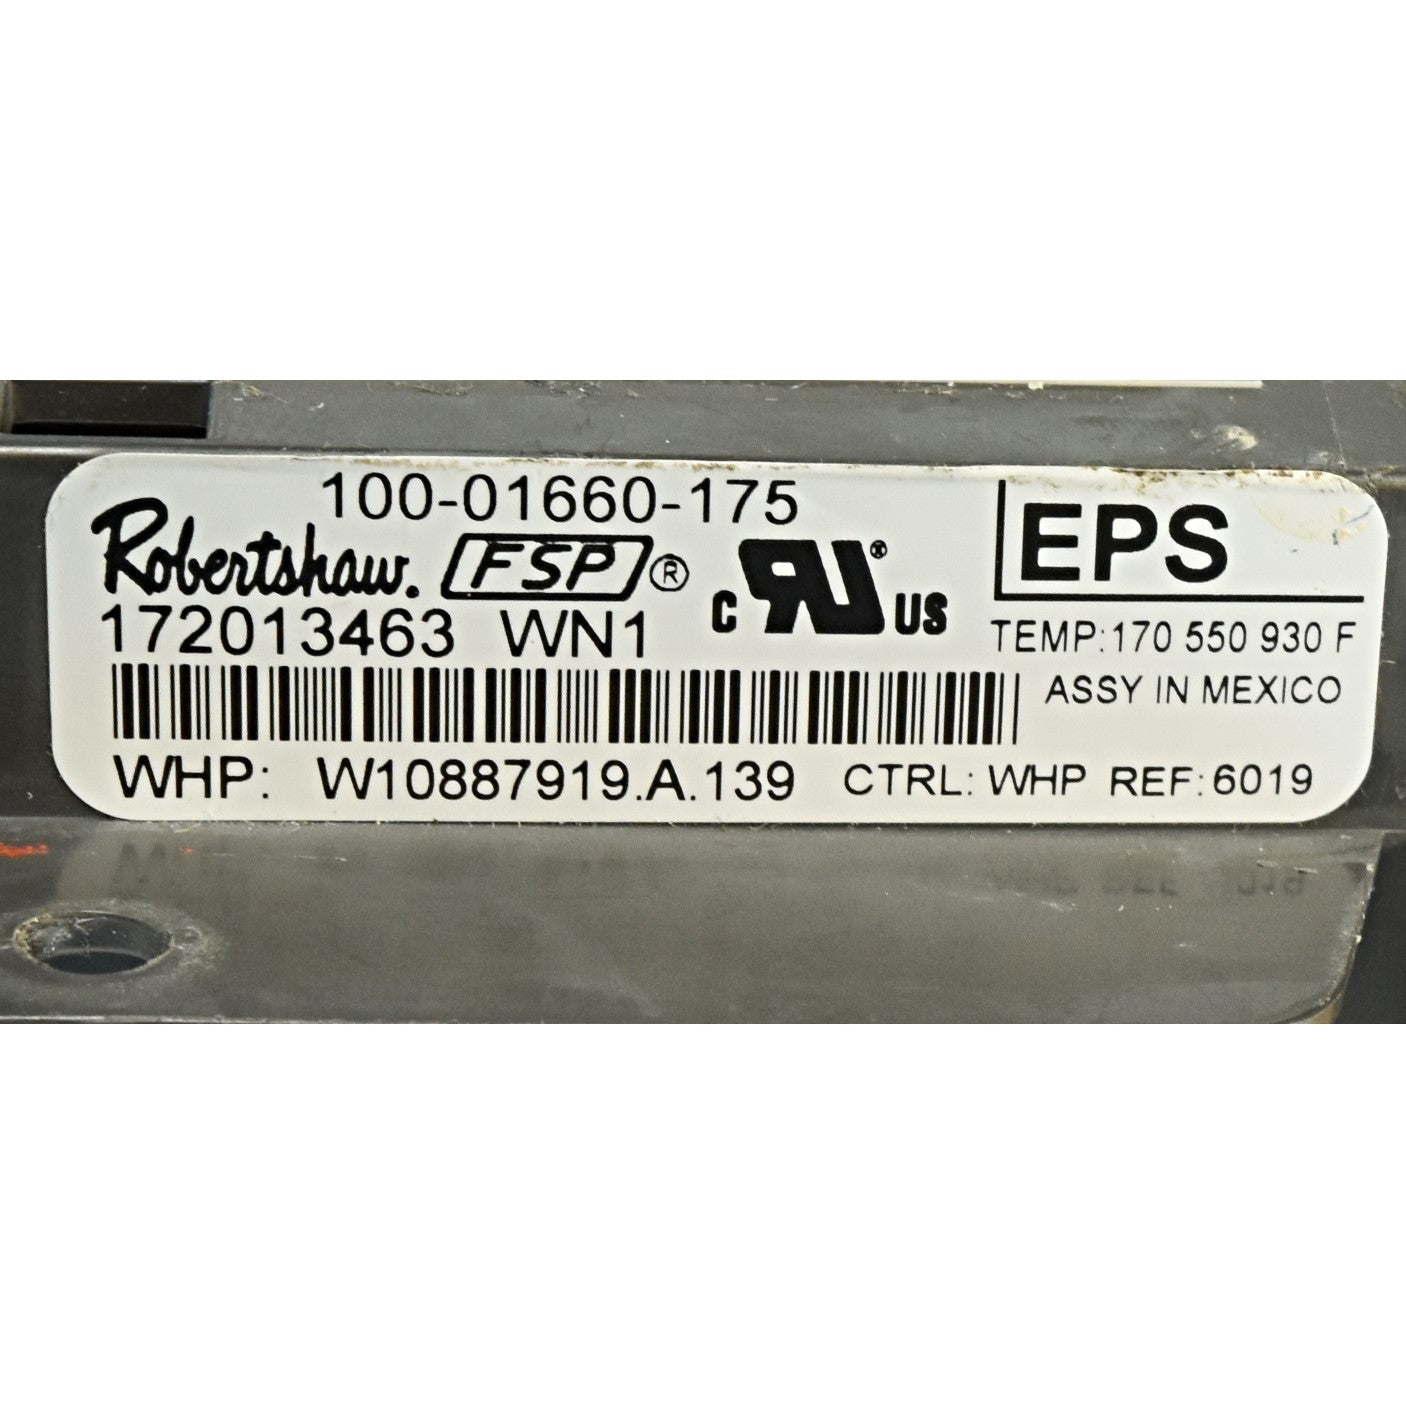 100-01660-175
Robertshaw. FSP® c RU® US
EPS
172013463 WN1
TEMP:170 550 930 F
ASSY IN MEXICO
WHP: W10887919.A.139 CTRL: WHP REF:6019